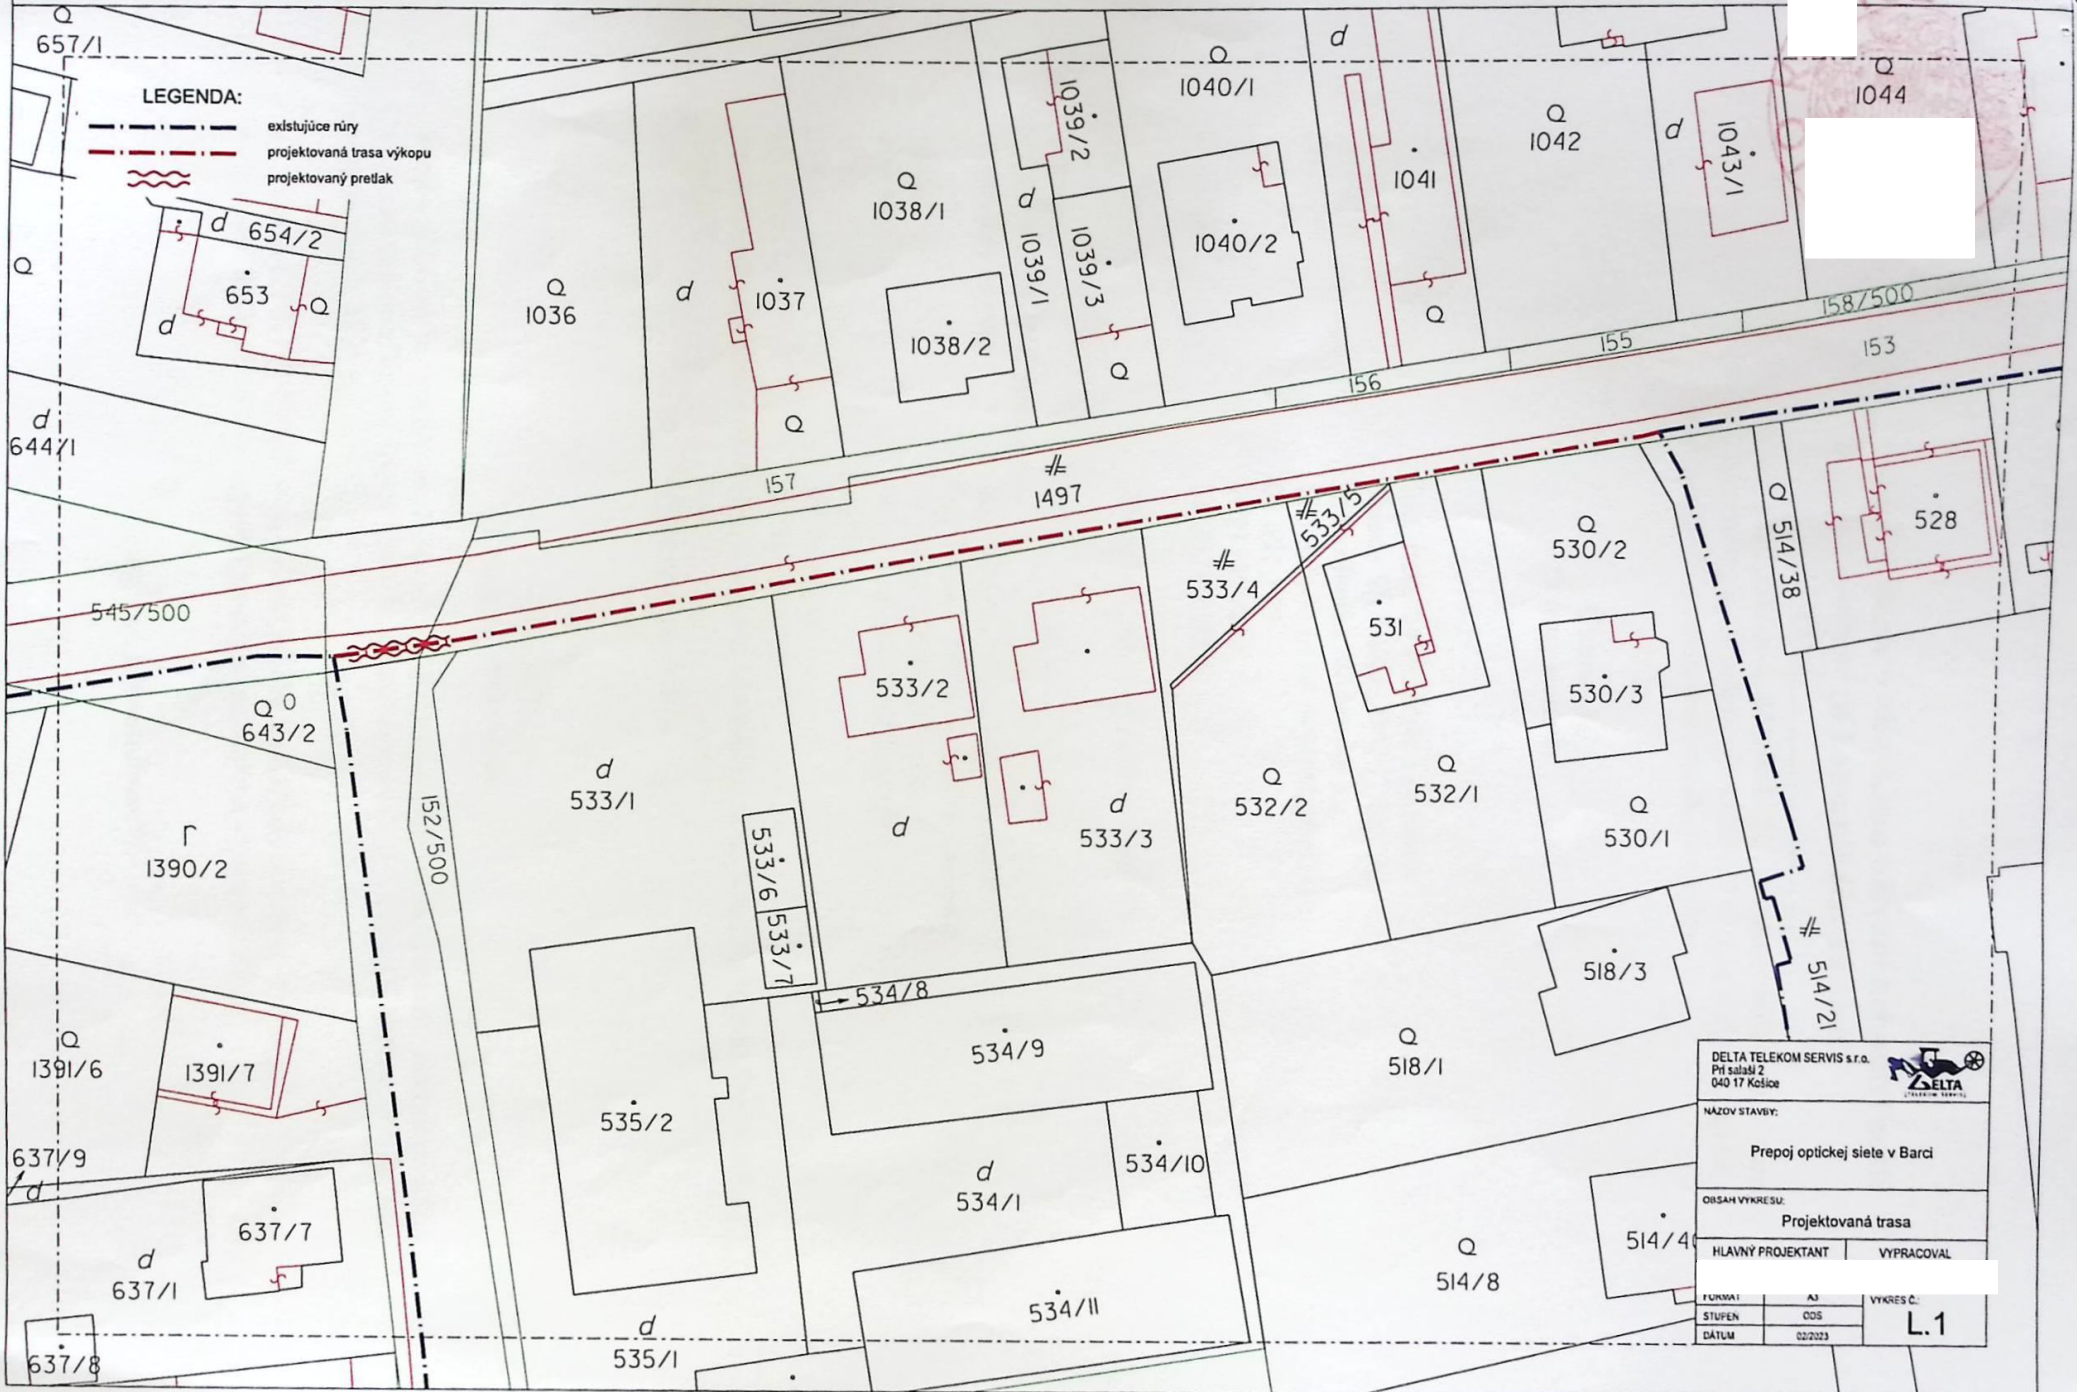 657/1
LEGENDA:
existujúce rúry
projektovaná trasa výkopu
projektovaný pretlak
d 654/2
653
d
d
644/1
1036
d
1037
1038/1
1038/2
1039/2
d
1039/1
1039/3
1040/1
1040/2
d
1041
1042
d
1043/1
1044
158/500
155
153
156
157
1497
545/500
643/2
1390/2
152/500
533/1
d
533/2
d
533/3
d
533/4
533/5
531
530/2
530/3
530/1
532/2
532/1
514/38
528
533/6
533/7
534/8
534/9
535/2
518/3
518/1
514/21
1391/6
1391/7
637/9
d
637/7
d
637/1
637/8
d
534/1
534/10
534/11
d
535/1
514/8
514/4
DELTA TELEKOM SERVIS s.r.o.
Pri salaši 2
040 17 Košice
DELTA
NÁZOV STAVBY:
Prepoj optickej siete v Barci
OBSAH VÝKRESU:
Projektovaná trasa
HLAVNÝ PROJEKTANT
VYPRACOVAL
FORMÁT A3
VÝKRES Č.:
STUPEŇ
L.1
DÁTUM 02/2023